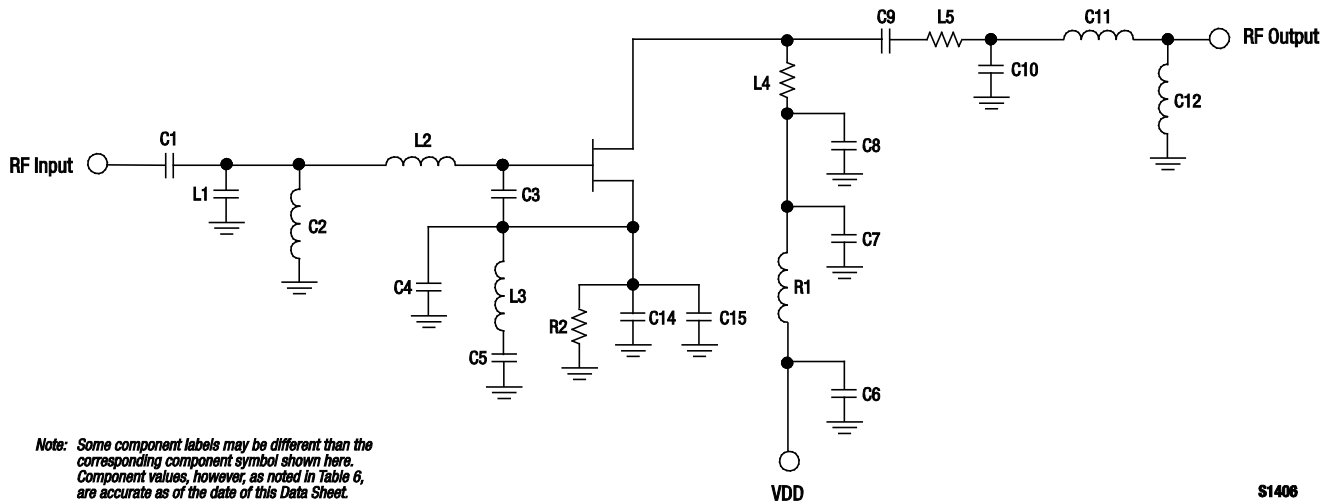 C9
L5
C11
RF Output
L4
C10
C12
C1
L2
C8
RF Input
L1
C3
C2
C7
C4
L3
R1
R2
C14
C15
C5
C6
Note: Some component labels may be different than the
corresponding component symbol shown here.
Component values, however, as noted in Table 6,
are accurate as of the date of this Data Sheet.
VDD
S1406